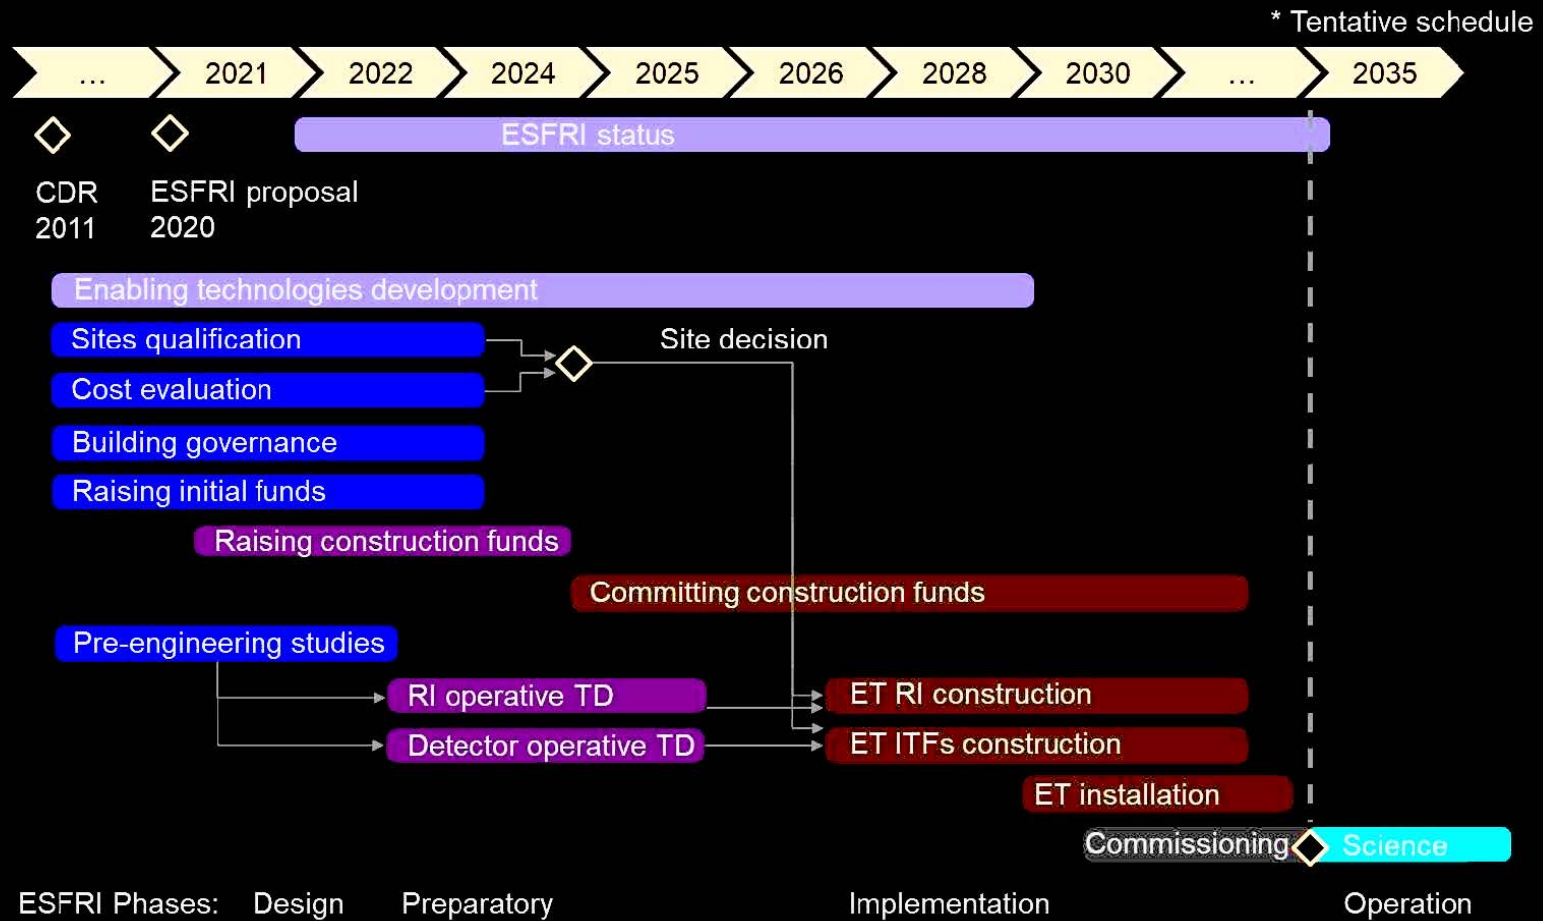 * Tentative schedule
... 2021 2022 2024 2025 2026 2028 2030 ... 2035
ESFRI status
CDR
2011
ESFRI proposal
2020
Enabling technologies development
Sites qualification
Site decision
Cost evaluation
Building governance
Raising initial funds
Raising construction funds
Committing construction funds
Pre-engineering studies
RI operative TD
ET RI construction
Detector operative TD
ET ITFs construction
ET installation
Commissioning
Science
ESFRI Phases: Design Preparatory Implementation Operation